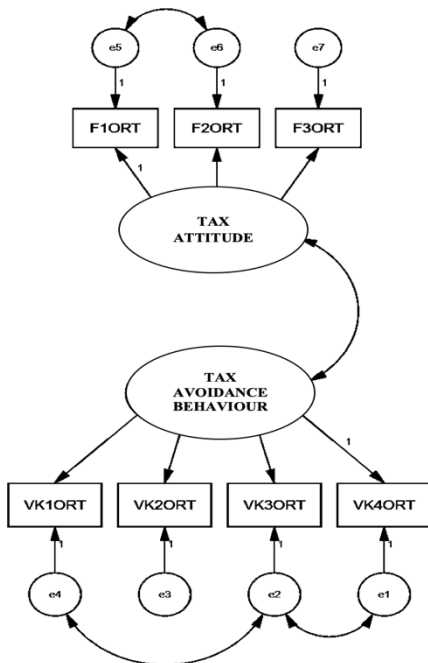 e5 e6 e7
1 1 1
F1ORT F2ORT F3ORT
1
TAX
ATTITUDE
TAX
AVOIDANCE
BEHAVIOUR
1
VK1ORT VK2ORT VK3ORT VK4ORT
1 1 1 1
e4 e3 e2 e1